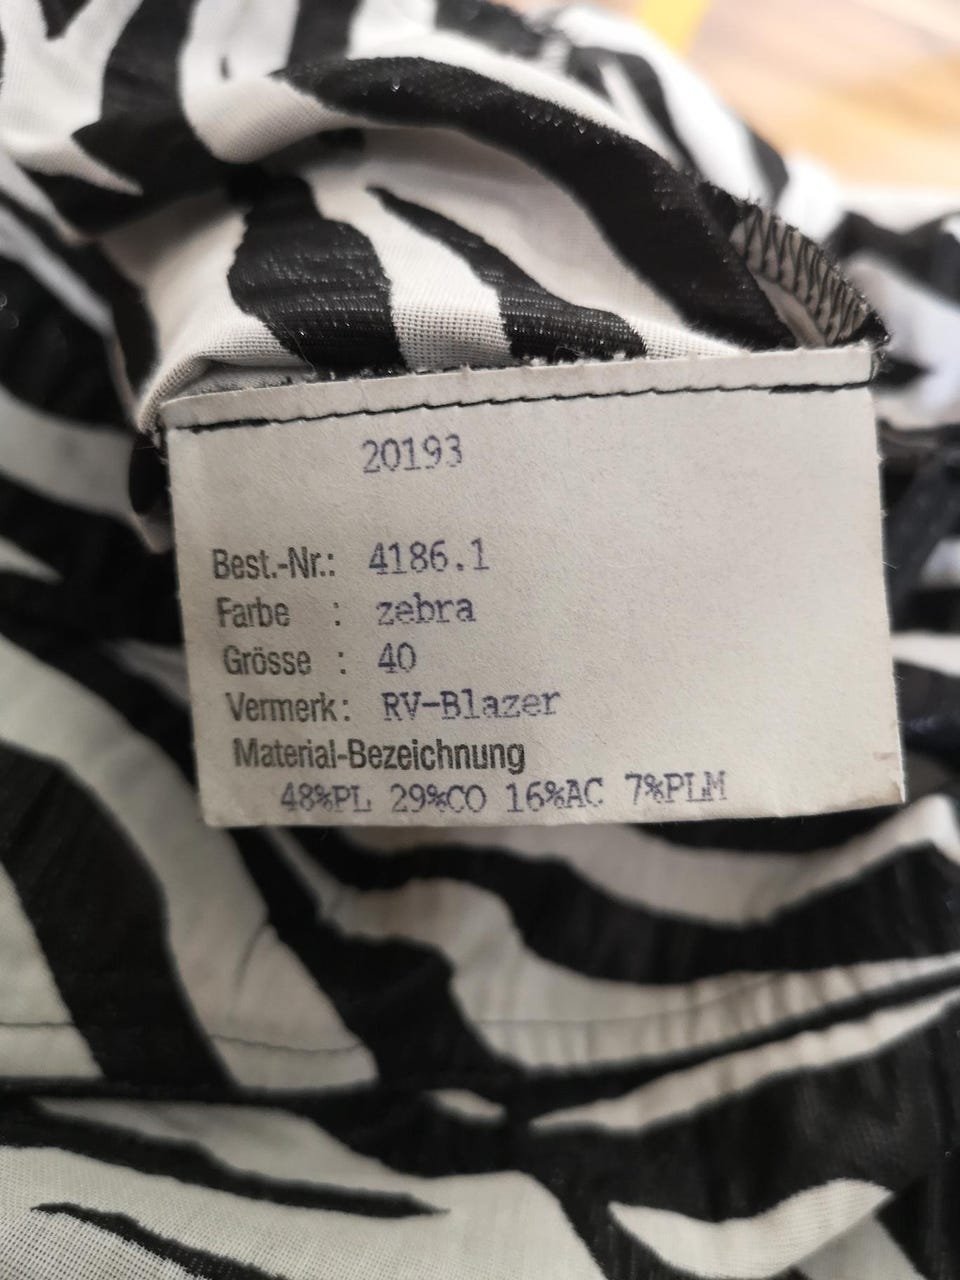 20193
Best.-Nr.: 4186.1
Farbe : zebra
Grösse : 40
Vermerk: RV-Blazer
Material-Bezeichnung
48%PL 29%CO 16%AC 7%PLM